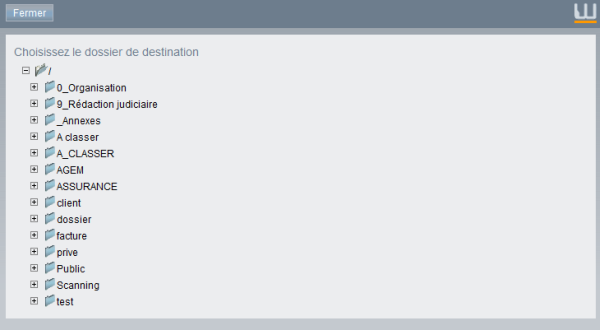 Fermer
Choisissez le dossier de destination
/
0_Organisation
9_Rédaction judiciaire
_Annexes
A classer
A_CLASSER
AGEM
ASSURANCE
client
dossier
facture
prive
Public
Scanning
test